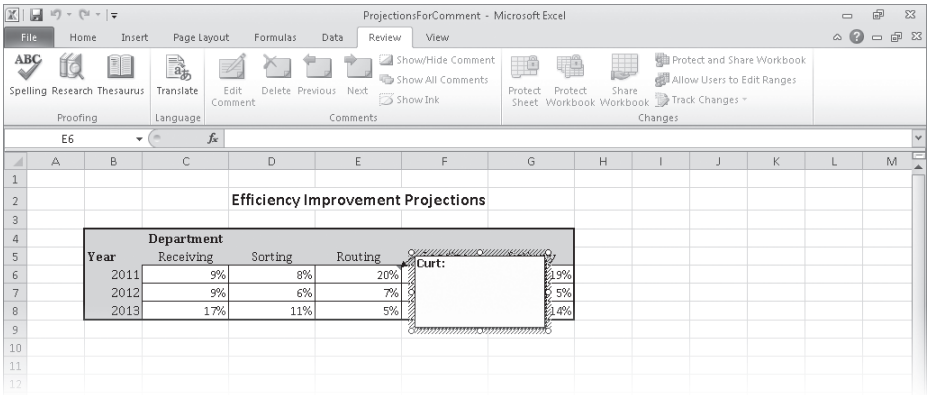 ProjectionsForComment - Microsoft Excel
File Home Insert Page Layout Formulas Data Review View
ABC Show/Hide Comment Protect and Share Workbook
Show All Comments Allow Users to Edit Ranges
Spelling Research Thesaurus Translate Edit Delete Previous Next Protect Protect Share
Comment Show Ink Sheet Workbook Workbook Track Changes
Proofing Language Comments Changes
E6 fx
A B C D E F G H I J K L M
1
2 Efficiency Improvement Projections
3
4 Department
5 Year Receiving Sorting Routing Curt:
6 2011 9% 8% 20% 19%
7 2012 9% 6% 7% 5%
8 2013 17% 11% 5% 14%
9
10
11
12